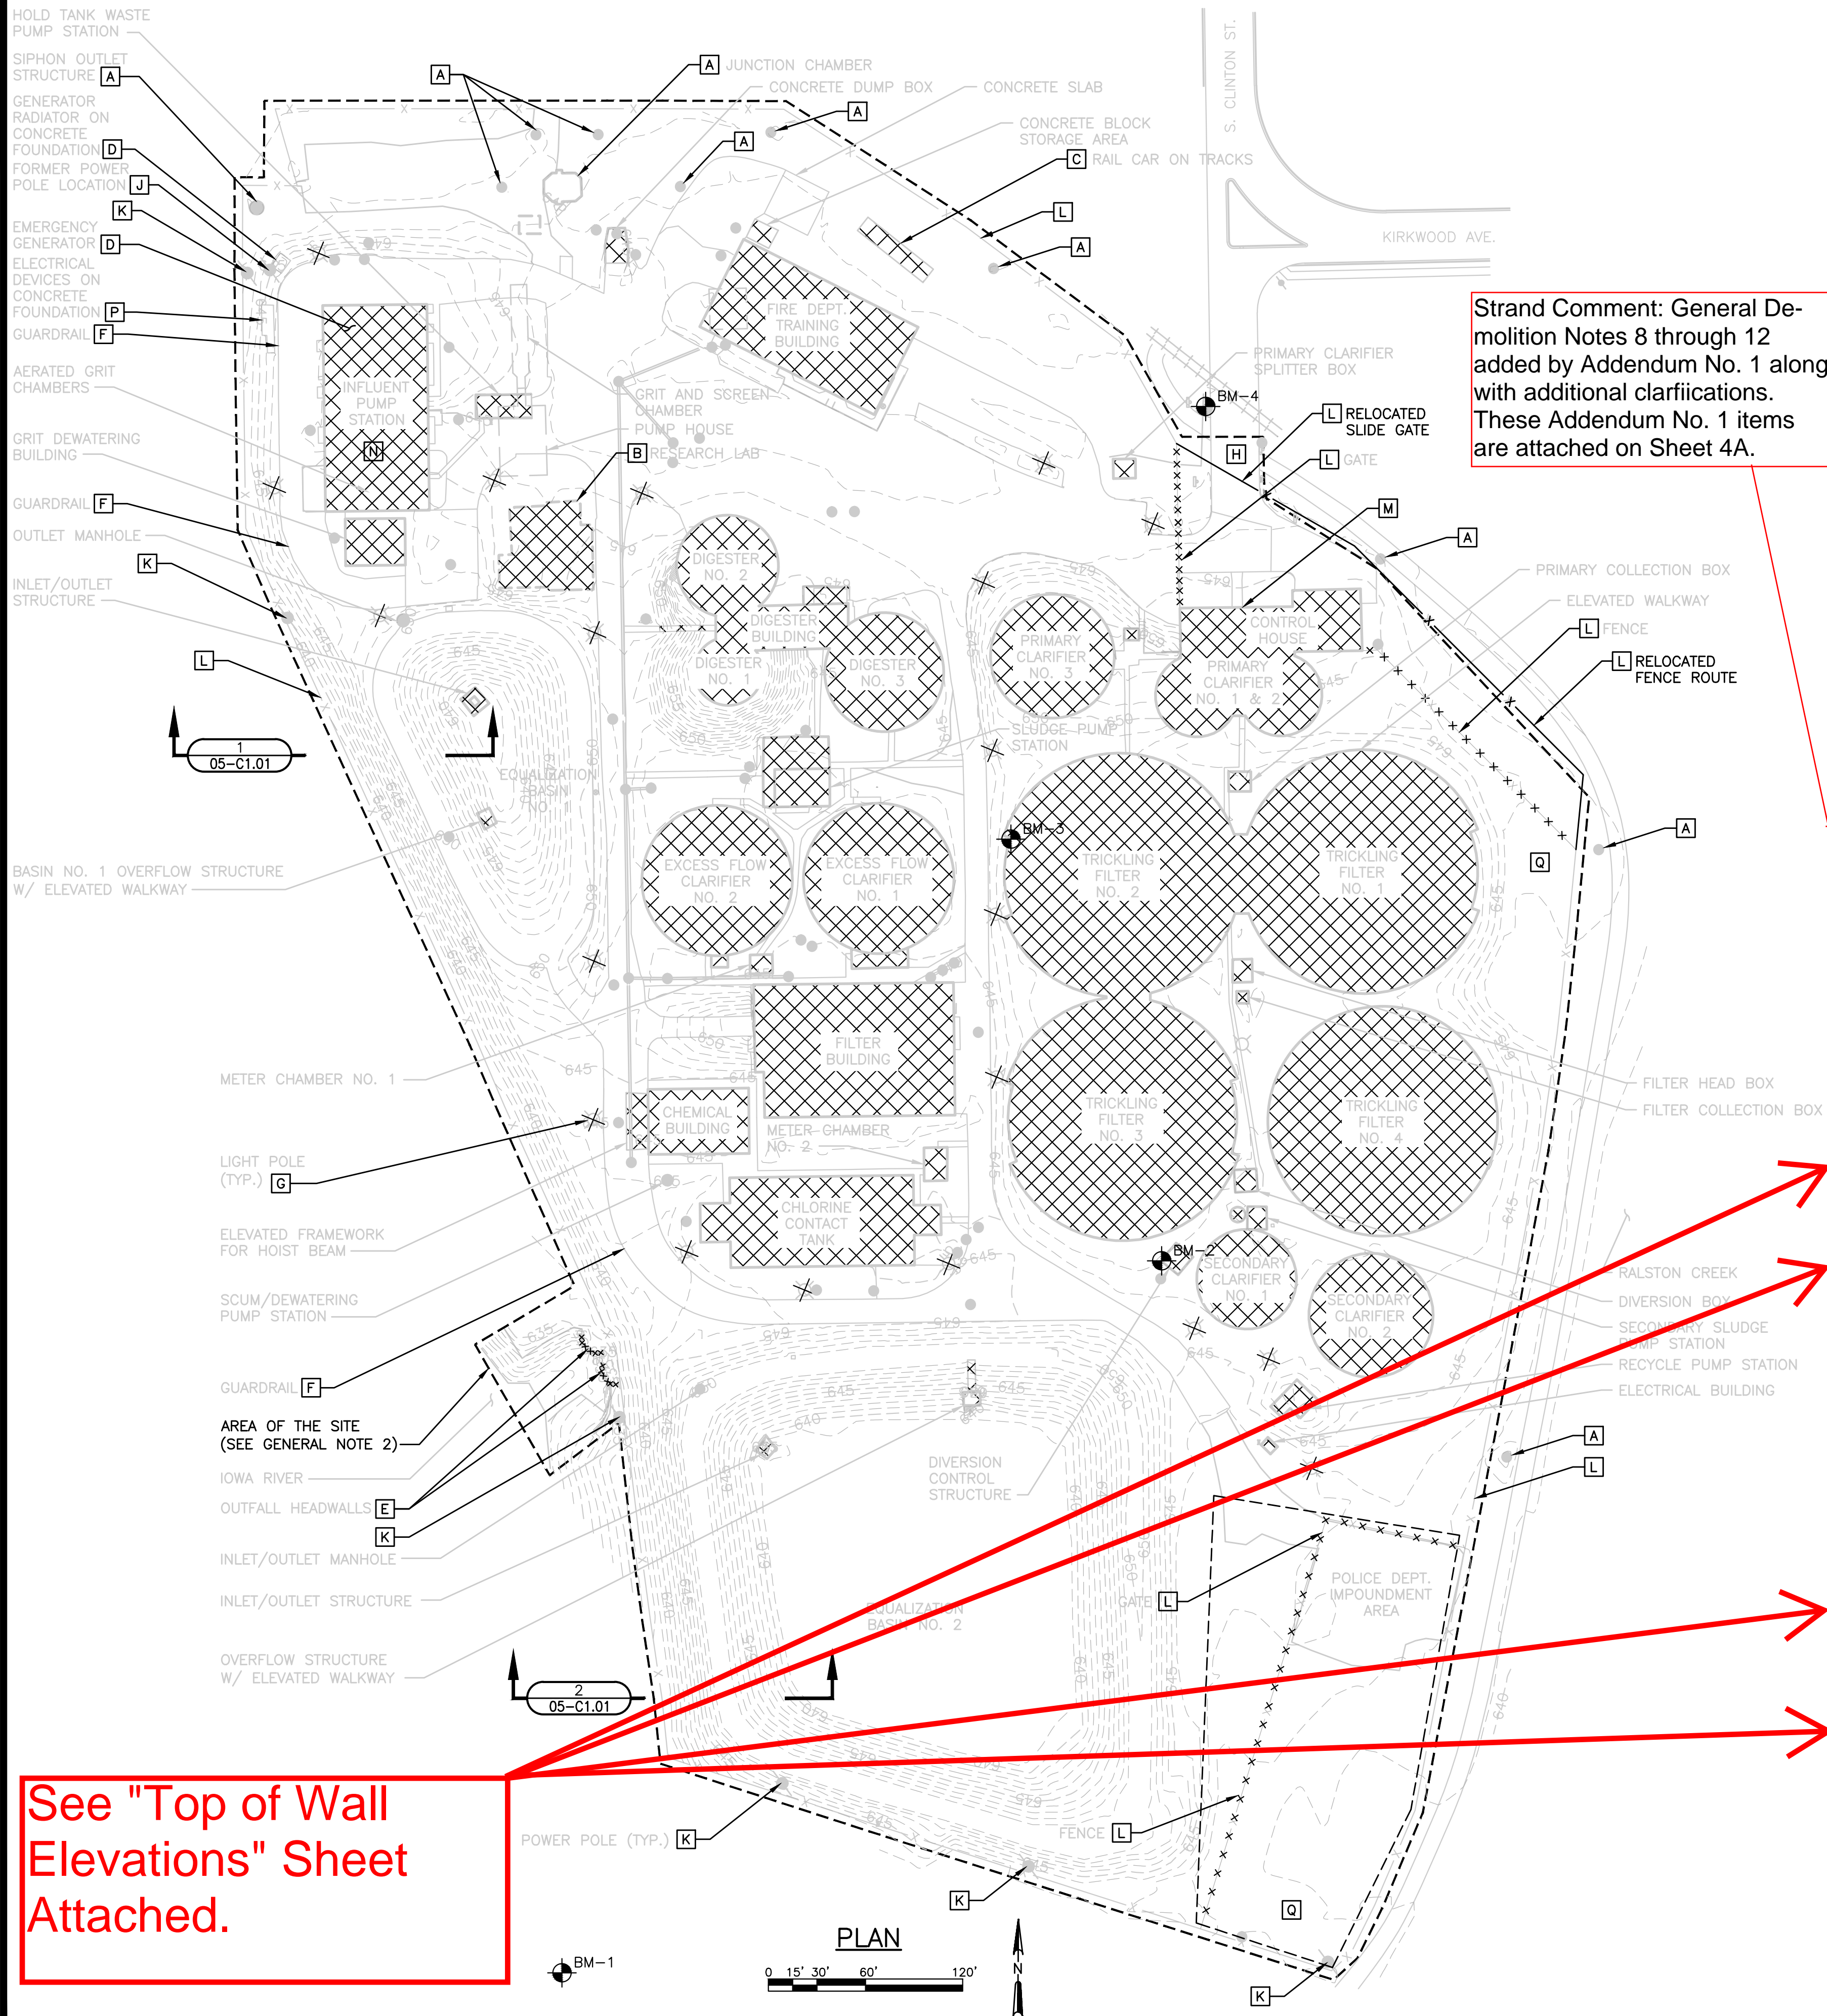 HOLD TANK WASTE
PUMP STATION
SIPHON OUTLET
STRUCTURE A
GENERATOR
RADIATOR ON
CONCRETE
FOUNDATION D
FORMER POWER
POLE LOCATION J
K
EMERGENCY
GENERATOR D
ELECTRICAL
DEVICES ON
CONCRETE
FOUNDATION P
GUARDRAIL F
AERATED GRIT
CHAMBERS
GRIT DEWATERING
BUILDING
GUARDRAIL F
OUTLET MANHOLE
K
INLET/OUTLET
STRUCTURE
L
1
05-C1.01
BASIN NO. 1 OVERFLOW STRUCTURE
W/ ELEVATED WALKWAY
METER CHAMBER NO. 1
LIGHT POLE
(TYP.) G
ELEVATED FRAMEWORK
FOR HOIST BEAM
SCUM/DEWATERING
PUMP STATION
GUARDRAIL F
AREA OF THE SITE
(SEE GENERAL NOTE 2)
IOWA RIVER
OUTFALL HEADWALLS E
K
INLET/OUTLET MANHOLE
INLET/OUTLET STRUCTURE
OVERFLOW STRUCTURE
W/ ELEVATED WALKWAY
2
05-C1.01
See "Top of Wall
Elevations" Sheet
Attached.
POWER POLE (TYP.) K
BM-1
PLAN
0 15' 30' 60' 120'
N
A
A JUNCTION CHAMBER
CONCRETE DUMP BOX
CONCRETE SLAB
A
A
CONCRETE BLOCK
STORAGE AREA
C RAIL CAR ON TRACKS
L
A
S. CLINTON ST.
KIRKWOOD AVE.
Strand Comment: General De-
molition Notes 8 through 12
added by Addendum No. 1 along
with additional clarfiications.
These Addendum No. 1 items
are attached on Sheet 4A.
FIRE DEPT.
TRAINING
BUILDING
INFLUENT
PUMP
STATION
N
GRIT AND SCREEN
CHAMBER
PUMP HOUSE
B RESEARCH LAB
PRIMARY CLARIFIER
SPLITTER BOX
BM-4
L RELOCATED
SLIDE GATE
H
L GATE
M
A
PRIMARY COLLECTION BOX
ELEVATED WALKWAY
L FENCE
L RELOCATED
FENCE ROUTE
DIGESTER
NO. 2
DIGESTER
BUILDING
DIGESTER
NO. 1
DIGESTER
NO. 3
PRIMARY
CLARIFIER
NO. 3
CONTROL
HOUSE
PRIMARY
CLARIFIER
NO. 1 & 2
SLUDGE PUMP
STATION
EQUALIZATION
BASIN
NO. 1
EXCESS FLOW
CLARIFIER
NO. 2
EXCESS FLOW
CLARIFIER
NO. 1
BM-3
TRICKLING
FILTER
NO. 2
TRICKLING
FILTER
NO. 1
A
Q
FILTER
BUILDING
CHEMICAL
BUILDING
METER CHAMBER
NO. 2
TRICKLING
FILTER
NO. 3
TRICKLING
FILTER
NO. 4
FILTER HEAD BOX
FILTER COLLECTION BOX
CHLORINE
CONTACT
TANK
BM-2
SECONDARY
CLARIFIER
NO. 1
SECONDARY
CLARIFIER
NO. 2
RALSTON CREEK
DIVERSION BOX
SECONDARY SLUDGE
PUMP STATION
RECYCLE PUMP STATION
ELECTRICAL BUILDING
DIVERSION
CONTROL
STRUCTURE
A
L
EQUALIZATION
BASIN NO. 2
GATE L
POLICE DEPT.
IMPOUNDMENT
AREA
FENCE L
K
Q
K